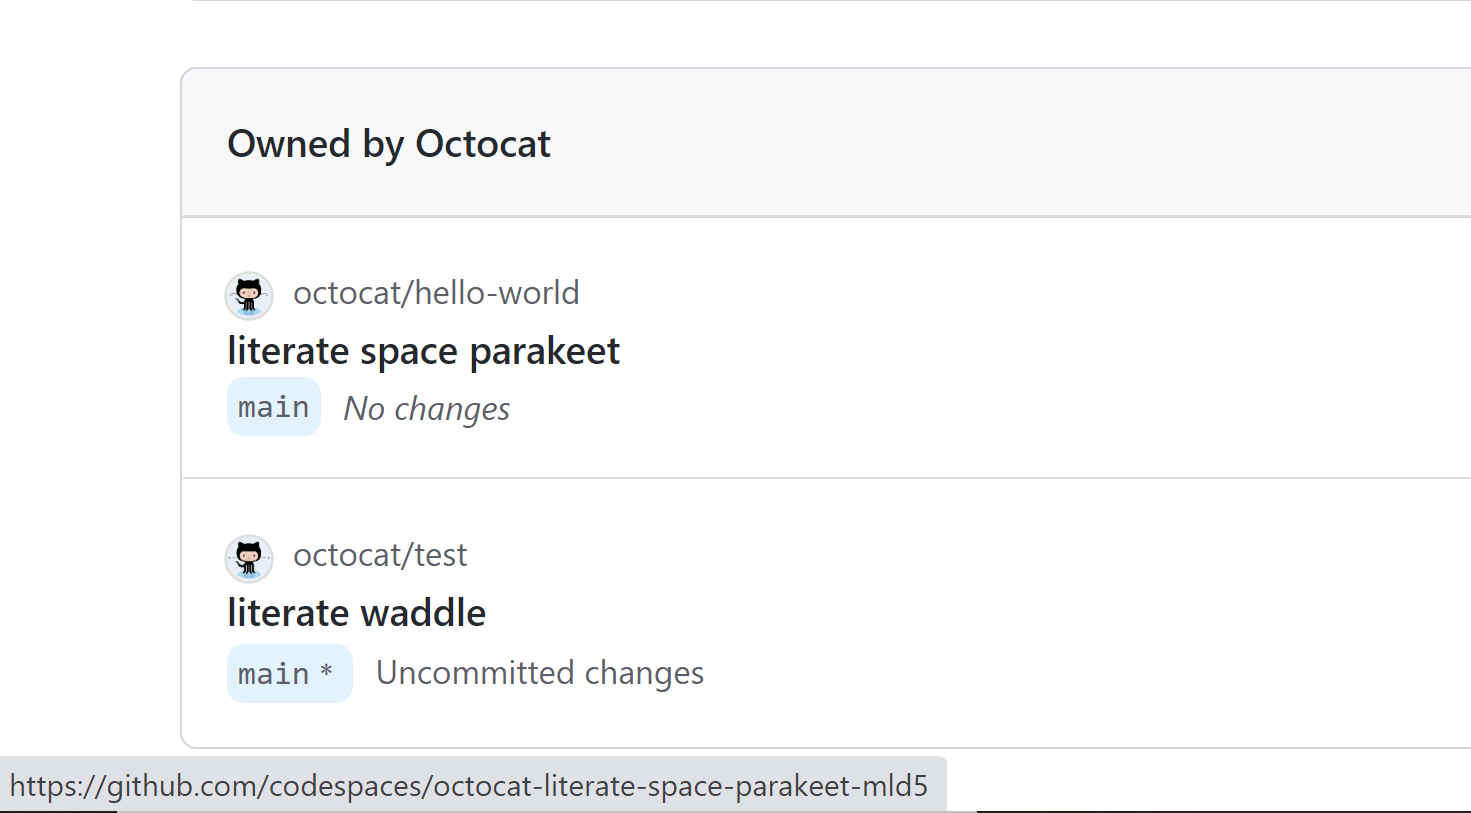 Owned by Octocat
octocat/hello-world
literate space parakeet
main No changes
octocat/test
literate waddle
main * Uncommitted changes
https://github.com/codespaces/octocat-literate-space-parakeet-mld5